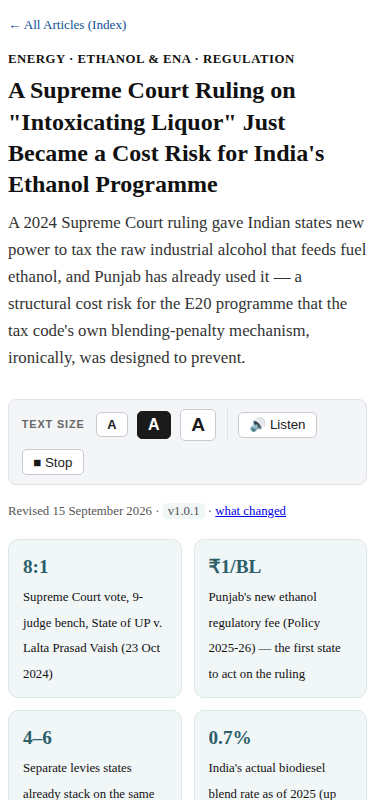 ← All Articles (Index)
ENERGY · ETHANOL & ENA · REGULATION
A Supreme Court Ruling on
"Intoxicating Liquor" Just
Became a Cost Risk for India's
Ethanol Programme
A 2024 Supreme Court ruling gave Indian states new
power to tax the raw industrial alcohol that feeds fuel
ethanol, and Punjab has already used it — a
structural cost risk for the E20 programme that the
tax code's own blending-penalty mechanism,
ironically, was designed to prevent.
TEXT SIZE A A A 🔊 Listen
■ Stop
Revised 15 September 2026 · v1.0.1 · what changed
8:1
Supreme Court vote, 9-
judge bench, State of UP v.
Lalta Prasad Vaish (23 Oct
2024)
₹1/BL
Punjab's new ethanol
regulatory fee (Policy
2025-26) — the first state
to act on the ruling
4–6
Separate levies states
already stack on the same
0.7%
India's actual biodiesel
blend rate as of 2025 (up